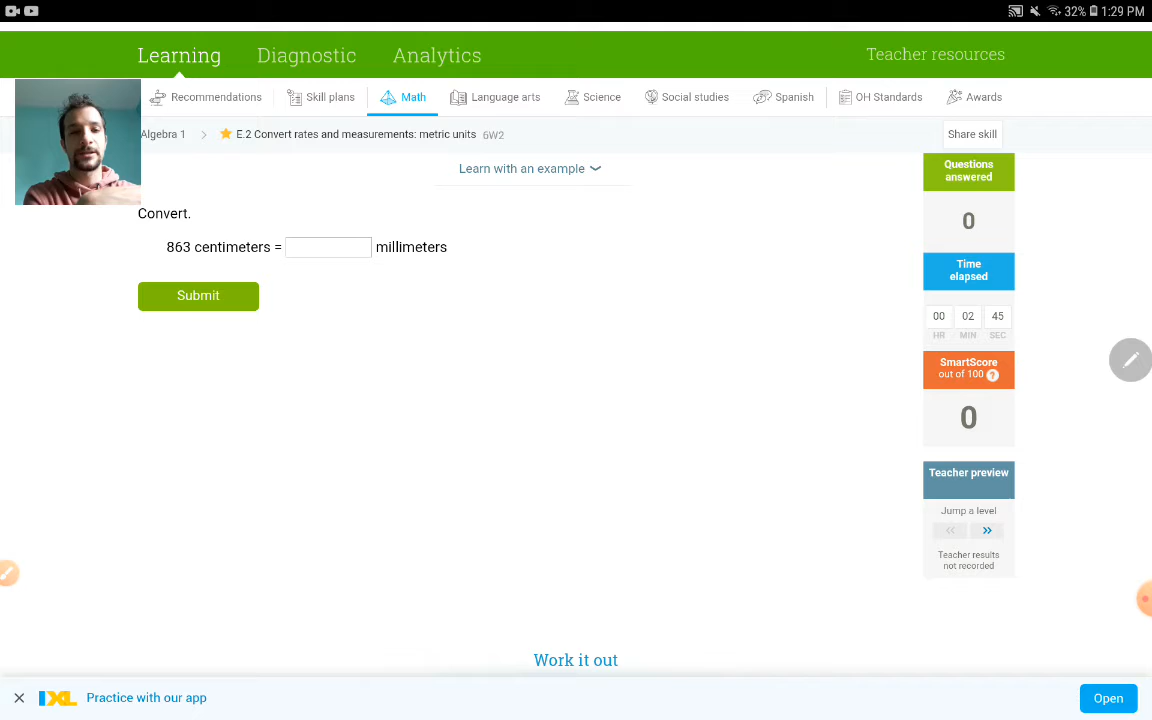 32% 1:29 PM
Learning Diagnostic Analytics Teacher resources
Recommendations Skill plans Math Language arts Science Social studies Spanish OH Standards Awards
Algebra 1 E.2 Convert rates and measurements: metric units 6W2 Share skill
Learn with an example
Convert.
863 centimeters = millimeters
Submit
Questions
answered
0
Time
elapsed
00 02 45
HR MIN SEC
SmartScore
out of 100 ?
0
Teacher preview
Jump a level
<< >>
Teacher results
not recorded
Work it out
IXL Practice with our app Open